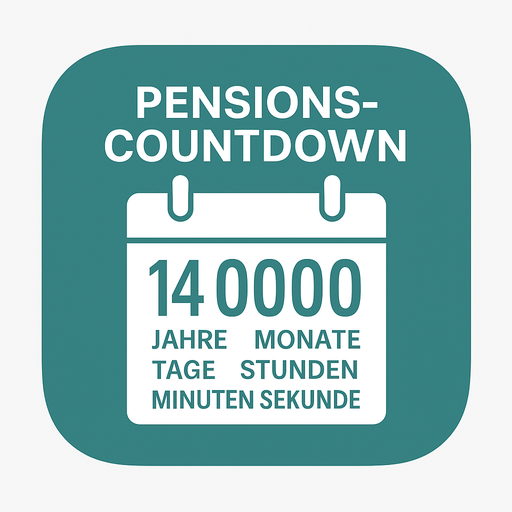 PENSIONS-
COUNTDOWN
14 0000
JAHRE MONATE
TAGE STUNDEN
MINUTEN SEKUNDE